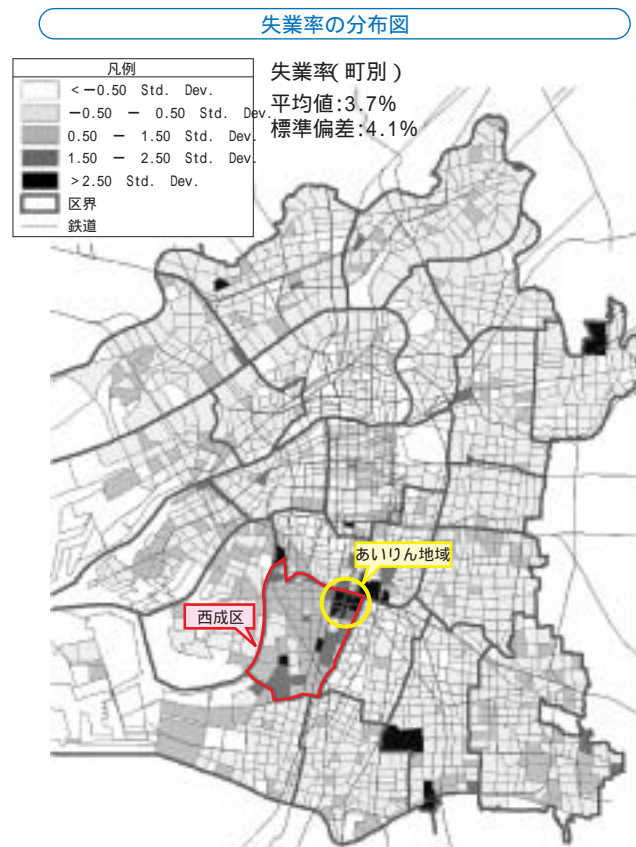 失業率の分布図
凡例
<-0.50 Std. Dev.
-0.50 - 0.50 Std. Dev.
0.50 - 1.50 Std. Dev.
1.50 - 2.50 Std. Dev.
>2.50 Std. Dev.
区界
鉄道
失業率(町別)
平均値:3.7%
標準偏差:4.1%
あいりん地域
西成区